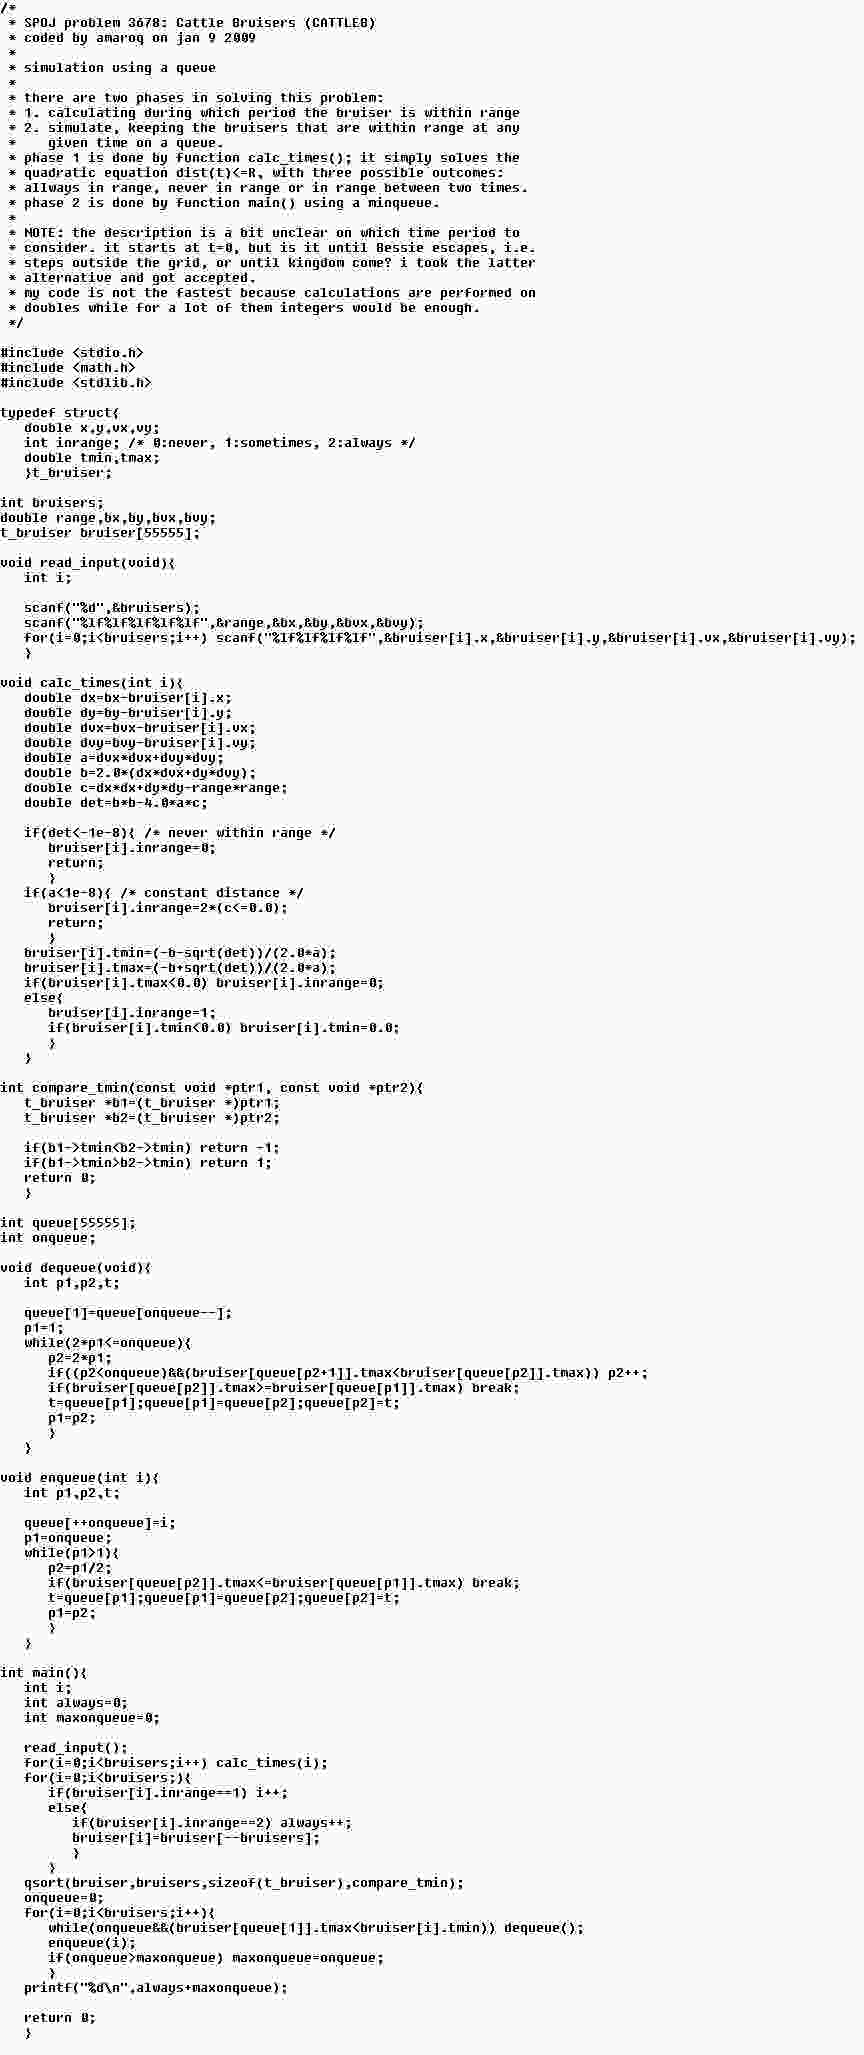 /*
 * SPOJ problem 3678: Cattle Bruisers (CATTLEB)
 * coded by amaroq on jan 9 2009
 *
 * simulation using a queue
 *
 * there are two phases in solving this problem:
 * 1. calculating during which period the bruiser is within range
 * 2. simulate, keeping the bruisers that are within range at any
 *    given time on a queue.
 * phase 1 is done by function calc_times(); it simply solves the
 * quadratic equation dist(t)<=R, with three possible outcomes:
 * allways in range, never in range or in range between two times.
 * phase 2 is done by function main() using a minqueue.
 *
 * NOTE: the description is a bit unclear on which time period to
 * consider. it starts at t=0, but is it until Bessie escapes, i.e.
 * steps outside the grid, or until kingdom come? i took the latter
 * alternative and got accepted.
 * my code is not the fastest because calculations are performed on
 * doubles while for a lot of them integers would be enough.
 */

#include <stdio.h>
#include <math.h>
#include <stdlib.h>

typedef struct{
   double x,y,vx,vy;
   int inrange; /* 0:never, 1:sometimes, 2:always */
   double tmin,tmax;
   }t_bruiser;

int bruisers;
double range,bx,by,bvx,bvy;
t_bruiser bruiser[55555];

void read_input(void){
   int i;

   scanf("%d",&bruisers);
   scanf("%lf%lf%lf%lf%lf",&range,&bx,&by,&bvx,&bvy);
   for(i=0;i<bruisers;i++) scanf("%lf%lf%lf%lf",&bruiser[i].x,&bruiser[i].y,&bruiser[i].vx,&bruiser[i].vy);
   }

void calc_times(int i){
   double dx=bx-bruiser[i].x;
   double dy=by-bruiser[i].y;
   double dvx=bvx-bruiser[i].vx;
   double dvy=bvy-bruiser[i].vy;
   double a=dvx*dvx+dvy*dvy;
   double b=2.0*(dx*dvx+dy*dvy);
   double c=dx*dx+dy*dy-range*range;
   double det=b*b-4.0*a*c;

   if(det<-1e-8){ /* never within range */
      bruiser[i].inrange=0;
      return;
      }
   if(a<1e-8){ /* constant distance */
      bruiser[i].inrange=2*(c<=0.0);
      return;
      }
   bruiser[i].tmin=(-b-sqrt(det))/(2.0*a);
   bruiser[i].tmax=(-b+sqrt(det))/(2.0*a);
   if(bruiser[i].tmax<0.0) bruiser[i].inrange=0;
   else{
      bruiser[i].inrange=1;
      if(bruiser[i].tmin<0.0) bruiser[i].tmin=0.0;
      }
   }

int compare_tmin(const void *ptr1, const void *ptr2){
   t_bruiser *b1=(t_bruiser *)ptr1;
   t_bruiser *b2=(t_bruiser *)ptr2;

   if(b1->tmin<b2->tmin) return -1;
   if(b1->tmin>b2->tmin) return 1;
   return 0;
   }

int queue[55555];
int onqueue;

void dequeue(void){
   int p1,p2,t;

   queue[1]=queue[onqueue--];
   p1=1;
   while(2*p1<=onqueue){
      p2=2*p1;
      if((p2<onqueue)&&(bruiser[queue[p2+1]].tmax<bruiser[queue[p2]].tmax)) p2++;
      if(bruiser[queue[p2]].tmax>=bruiser[queue[p1]].tmax) break;
      t=queue[p1];queue[p1]=queue[p2];queue[p2]=t;
      p1=p2;
      }
   }

void enqueue(int i){
   int p1,p2,t;

   queue[++onqueue]=i;
   p1=onqueue;
   while(p1>1){
      p2=p1/2;
      if(bruiser[queue[p2]].tmax<=bruiser[queue[p1]].tmax) break;
      t=queue[p1];queue[p1]=queue[p2];queue[p2]=t;
      p1=p2;
      }
   }

int main(){
   int i;
   int always=0;
   int maxonqueue=0;

   read_input();
   for(i=0;i<bruisers;i++) calc_times(i);
   for(i=0;i<bruisers;){
      if(bruiser[i].inrange==1) i++;
      else{
         if(bruiser[i].inrange==2) always++;
         bruiser[i]=bruiser[--bruisers];
         }
      }
   qsort(bruiser,bruisers,sizeof(t_bruiser),compare_tmin);
   onqueue=0;
   for(i=0;i<bruisers;i++){
      while(onqueue&&(bruiser[queue[1]].tmax<bruiser[i].tmin)) dequeue();
      enqueue(i);
      if(onqueue>maxonqueue) maxonqueue=onqueue;
      }
   printf("%d\n",always+maxonqueue);

   return 0;
   }